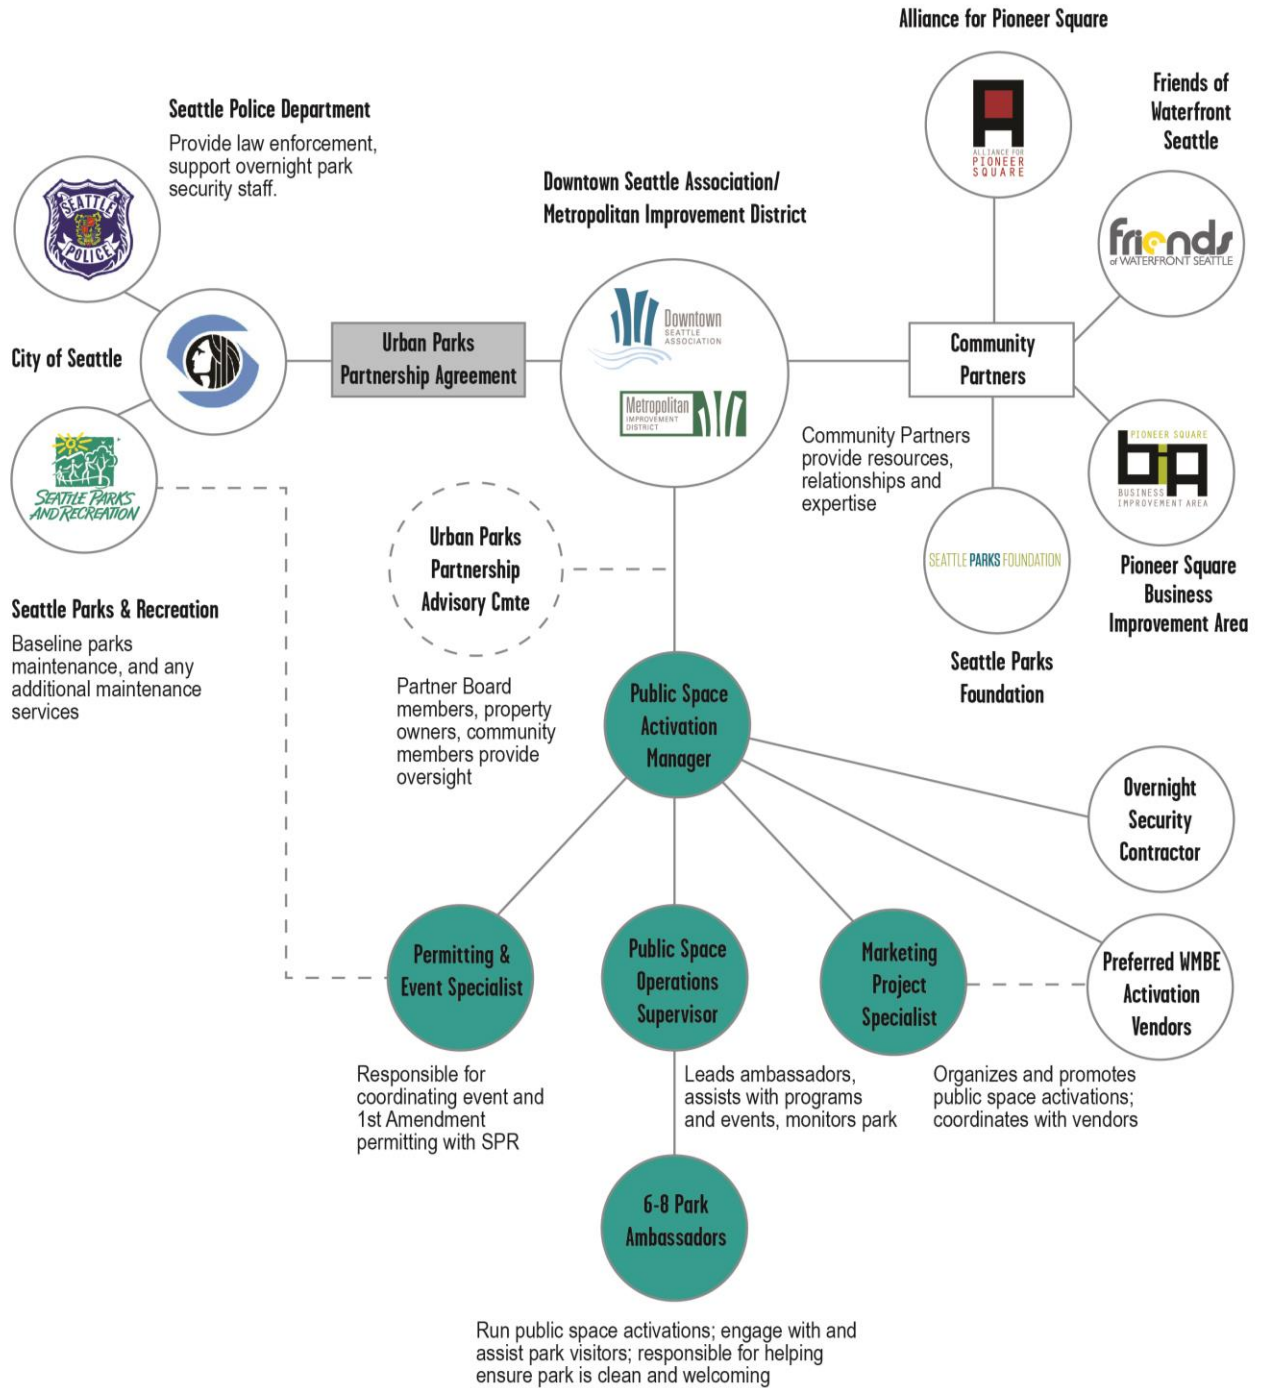 Alliance for Pioneer Square
ALLIANCE FOR
PIONEER
SQUARE
Friends of
Waterfront
Seattle
friends
of WATERFRONT SEATTLE
Seattle Police Department
Provide law enforcement,
support overnight park
security staff.
SEATTLE
POLICE
Downtown Seattle Association/
Metropolitan Improvement District
Downtown
SEATTLE
ASSOCIATION
Metropolitan
IMPROVEMENT
DISTRICT
City of Seattle
Urban Parks
Partnership Agreement
Community
Partners
Community Partners
provide resources,
relationships and
expertise
PIONEER SQUARE
biA
BUSINESS
IMPROVEMENT AREA
Pioneer Square
Business
Improvement Area
SEATTLE PARKS FOUNDATION
Seattle Parks
Foundation
SEATTLE PARKS
AND RECREATION
Seattle Parks & Recreation
Baseline parks
maintenance, and any
additional maintenance
services
Urban Parks
Partnership
Advisory Cmte
Partner Board
members, property
owners, community
members provide
oversight
Public Space
Activation
Manager
Overnight
Security
Contractor
Permitting &
Event Specialist
Responsible for
coordinating event and
1st Amendment
permitting with SPR
Public Space
Operations
Supervisor
Leads ambassadors,
assists with programs
and events, monitors park
Marketing
Project
Specialist
Organizes and promotes
public space activations;
coordinates with vendors
Preferred WMBE
Activation
Vendors
6-8 Park
Ambassadors
Run public space activations; engage with and
assist park visitors; responsible for helping
ensure park is clean and welcoming